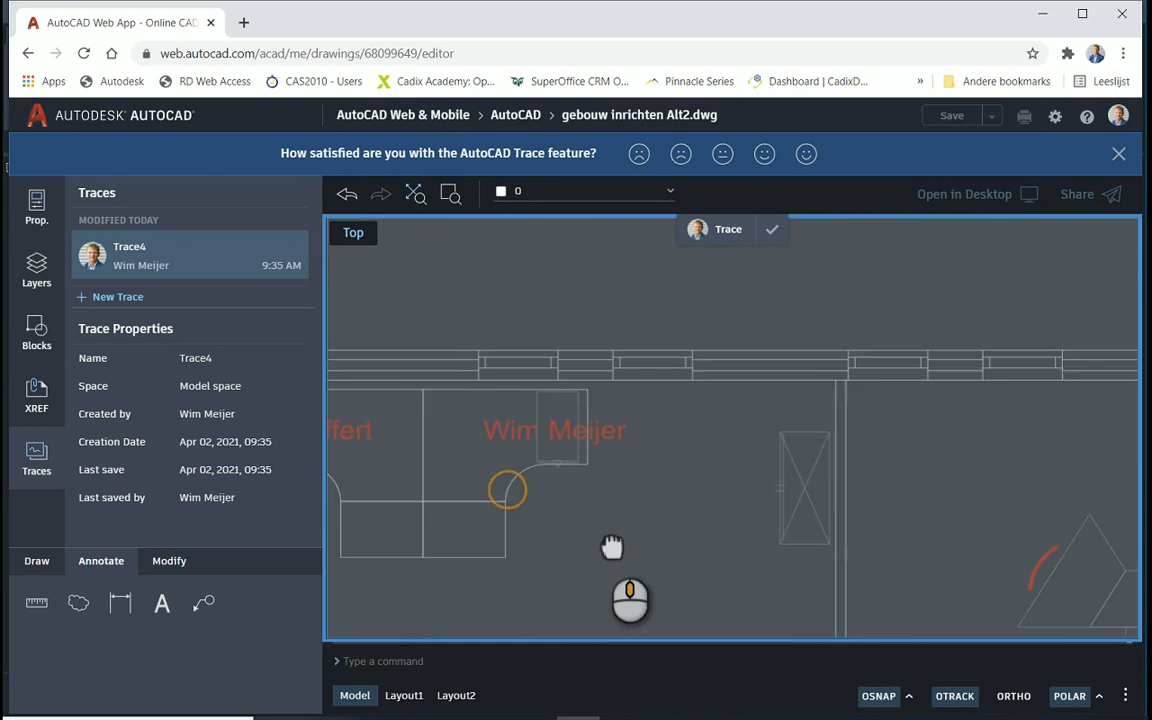 AutoCAD Web App - Online CAD
web.autocad.com/acad/me/drawings/68099649/editor
Apps Autodesk RD Web Access CAS2010 - Users Cadix Academy: Op... SuperOffice CRM O... Pinnacle Series Dashboard | CadixD... » Andere bookmarks Leeslijst
AUTODESK AUTOCAD AutoCAD Web & Mobile > AutoCAD > gebouw inrichten Alt2.dwg Save
How satisfied are you with the AutoCAD Trace feature?
Prop.
Layers
Blocks
XREF
Traces
Traces
MODIFIED TODAY
Trace4
Wim Meijer 9:35 AM
+ New Trace
Trace Properties
Name Trace4
Space Model space
Created by Wim Meijer
Creation Date Apr 02, 2021, 09:35
Last save Apr 02, 2021, 09:35
Last saved by Wim Meijer
Draw Annotate Modify
A
0 Open in Desktop Share
Top Trace
ffert Wim Meijer
Type a command
Model Layout1 Layout2 OSNAP OTRACK ORTHO POLAR